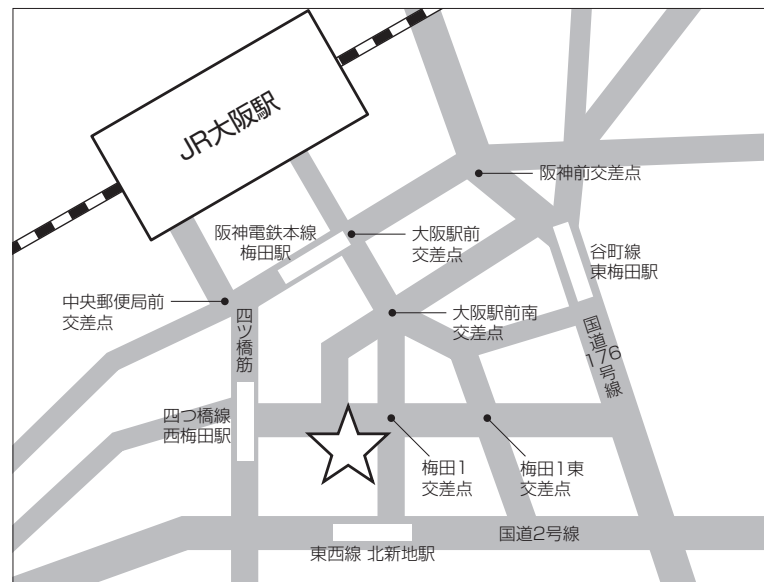 JR大阪駅
阪神前交差点
阪神電鉄本線
梅田駅
大阪駅前
交差点
谷町線
東梅田駅
中央郵便局前
交差点
四ツ橋筋
大阪駅前南
交差点
国道176号線
四つ橋線
西梅田駅
梅田1
交差点
梅田1東
交差点
国道2号線
東西線 北新地駅